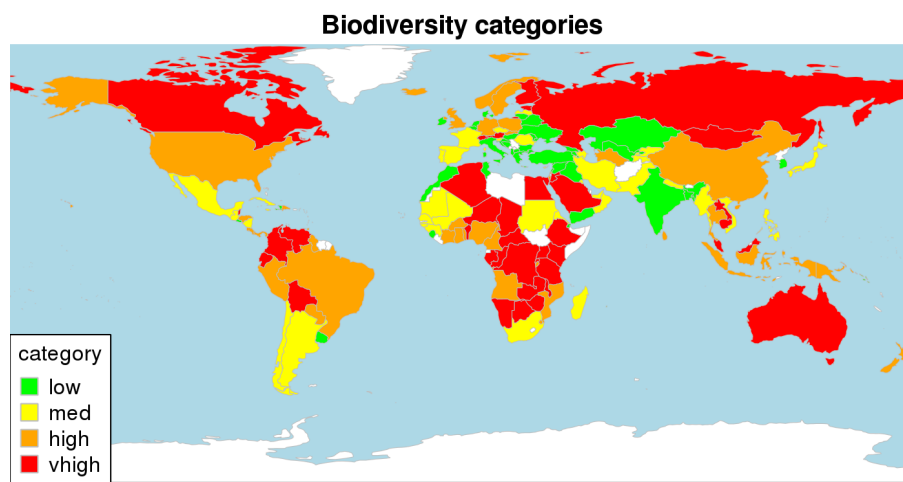 Biodiversity categories
category
low
med
high
vhigh